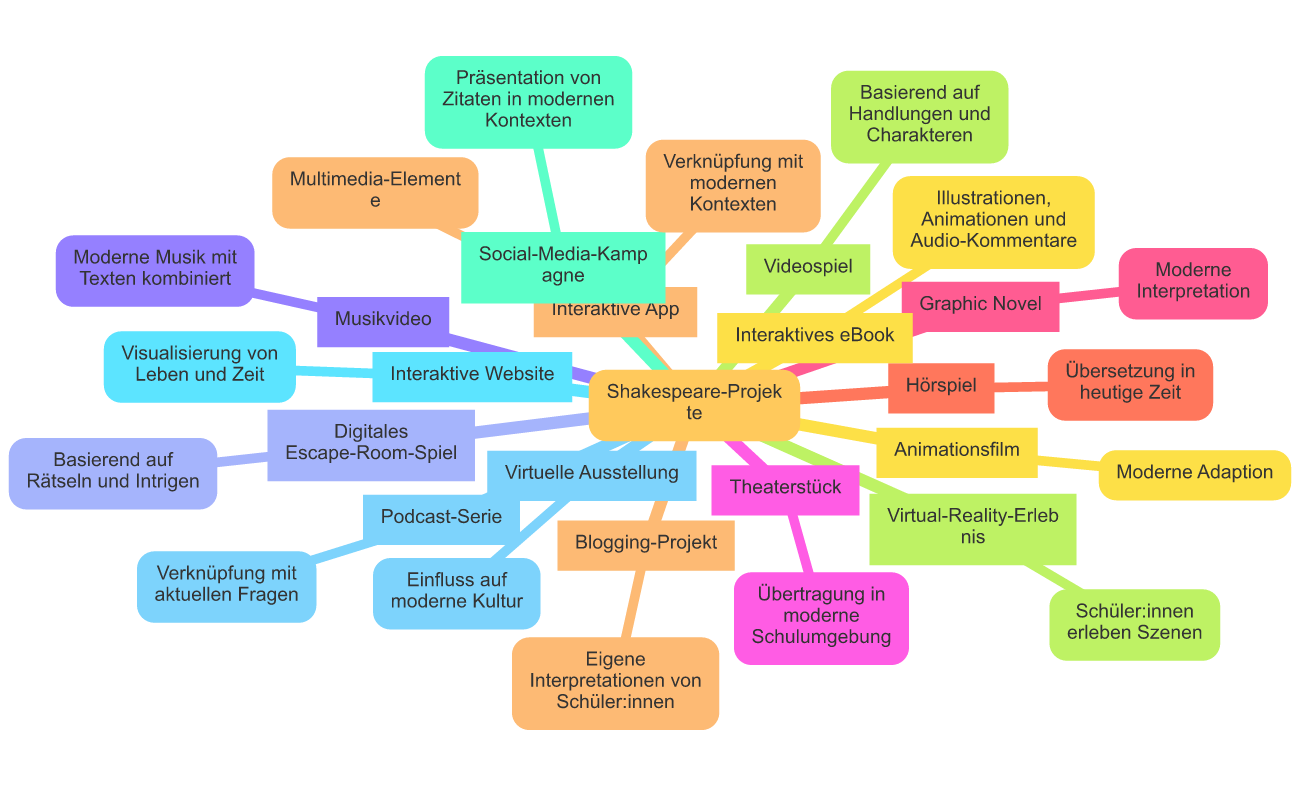 Präsentation von
Zitaten in modernen
Kontexten
Basierend auf
Handlungen und
Charakteren
Multimedia-Element
e
Verknüpfung mit
modernen
Kontexten
Illustrationen,
Animationen und
Audio-Kommentare
Moderne Musik mit
Texten kombiniert
Social-Media-Kamp
agne
Videospiel
Moderne
Interpretation
Musikvideo
Interaktive App
Graphic Novel
Interaktives eBook
Visualisierung von
Leben und Zeit
Interaktive Website
Shakespeare-Projek
te
Hörspiel
Übersetzung in
heutige Zeit
Digitales
Escape-Room-Spiel
Basierend auf
Rätseln und Intrigen
Virtuelle Ausstellung
Theaterstück
Animationsfilm
Moderne Adaption
Podcast-Serie
Blogging-Projekt
Virtual-Reality-Erleb
nis
Verknüpfung mit
aktuellen Fragen
Einfluss auf
moderne Kultur
Übertragung in
moderne
Schulumgebung
Schüler:innen
erleben Szenen
Eigene
Interpretationen von
Schüler:innen